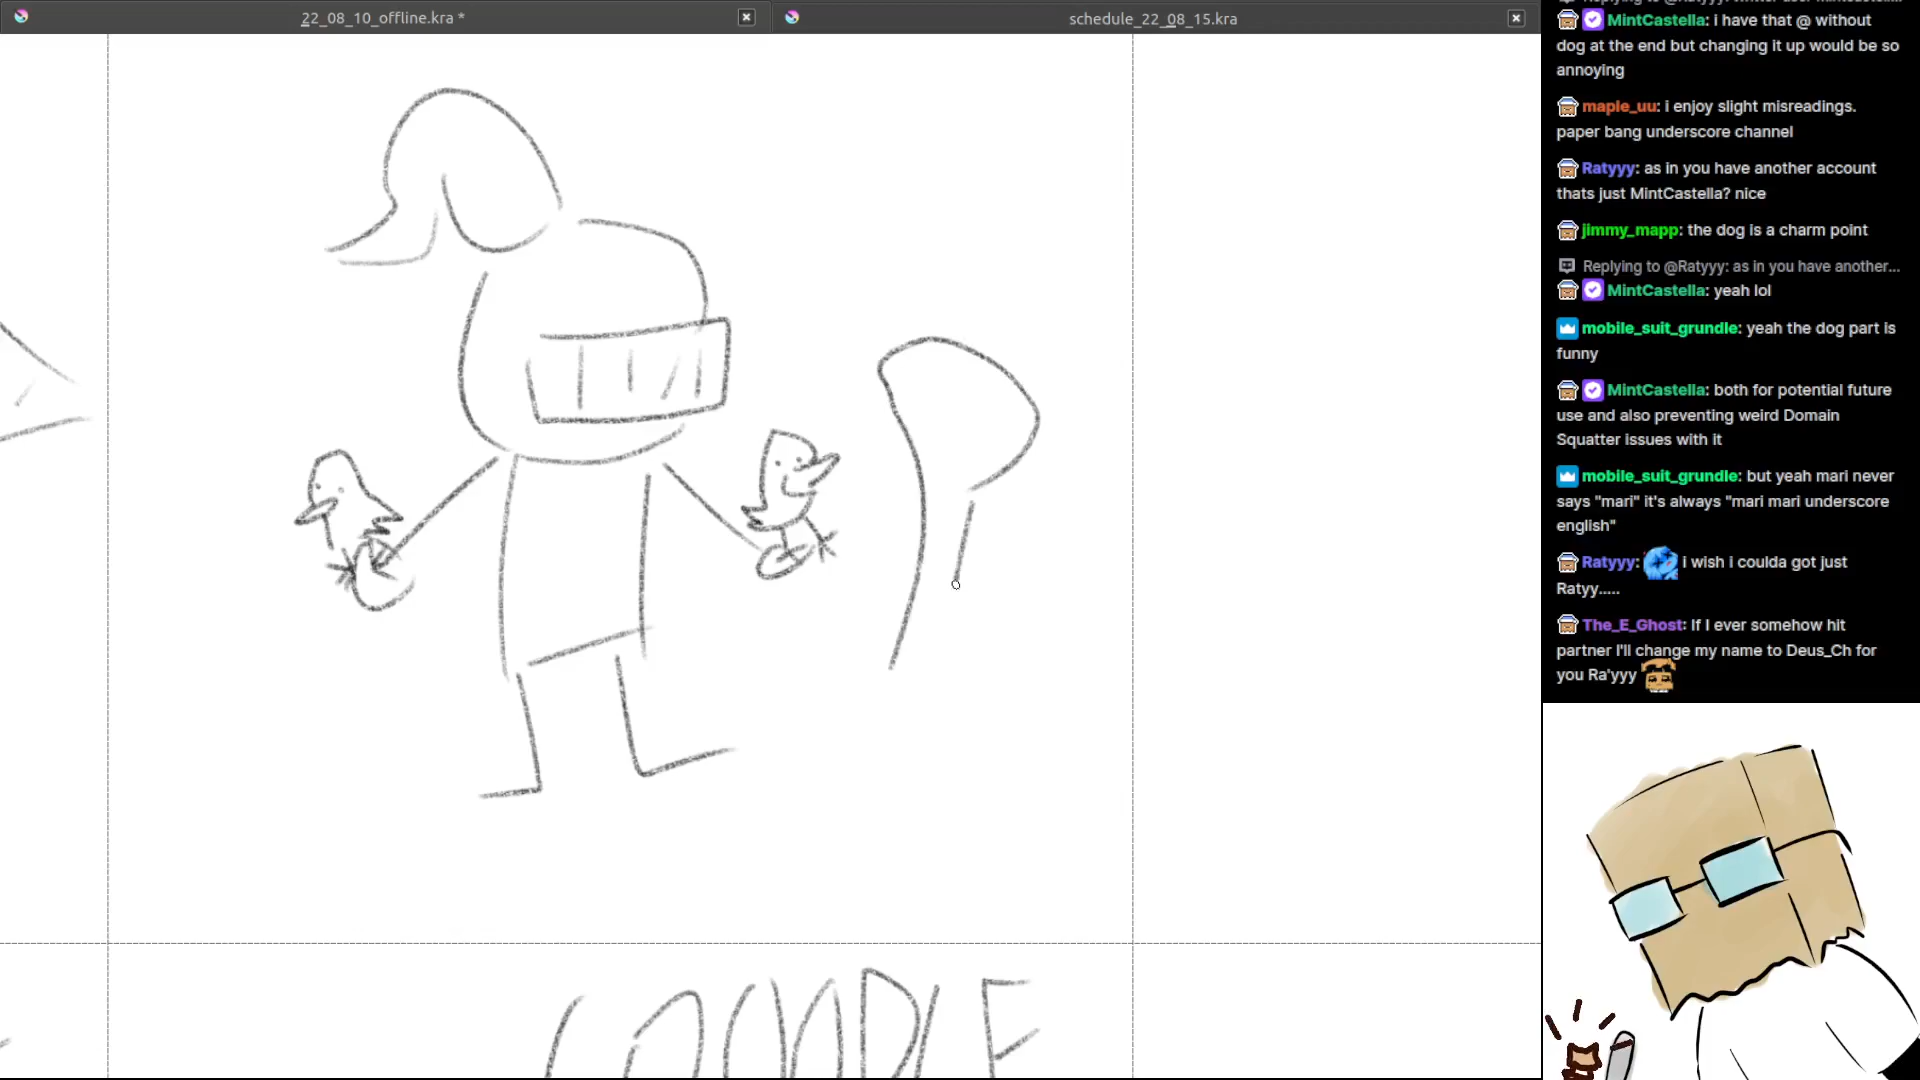 22_08_10_offline.kra *
schedule_22_08_15.kra
MintCastella: i have that @ without
dog at the end but changing it up would be so
annoying
maple_uu: i enjoy slight misreadings.
paper bang underscore channel
Ratyyy: as in you have another account
thats just MintCastella? nice
jimmy_mapp: the dog is a charm point
Replying to @Ratyyy: as in you have another...
MintCastella: yeah lol
mobile_suit_grundle: yeah the dog part is
funny
MintCastella: both for potential future
use and also preventing weird Domain
Squatter issues with it
mobile_suit_grundle: but yeah mari never
says "mari" it's always "mari mari underscore
english"
Ratyyy: i wish i coulda got just
Ratyy.....
The_E_Ghost: If I ever somehow hit
partner I'll change my name to Deus_Ch for
you Ra'yyy